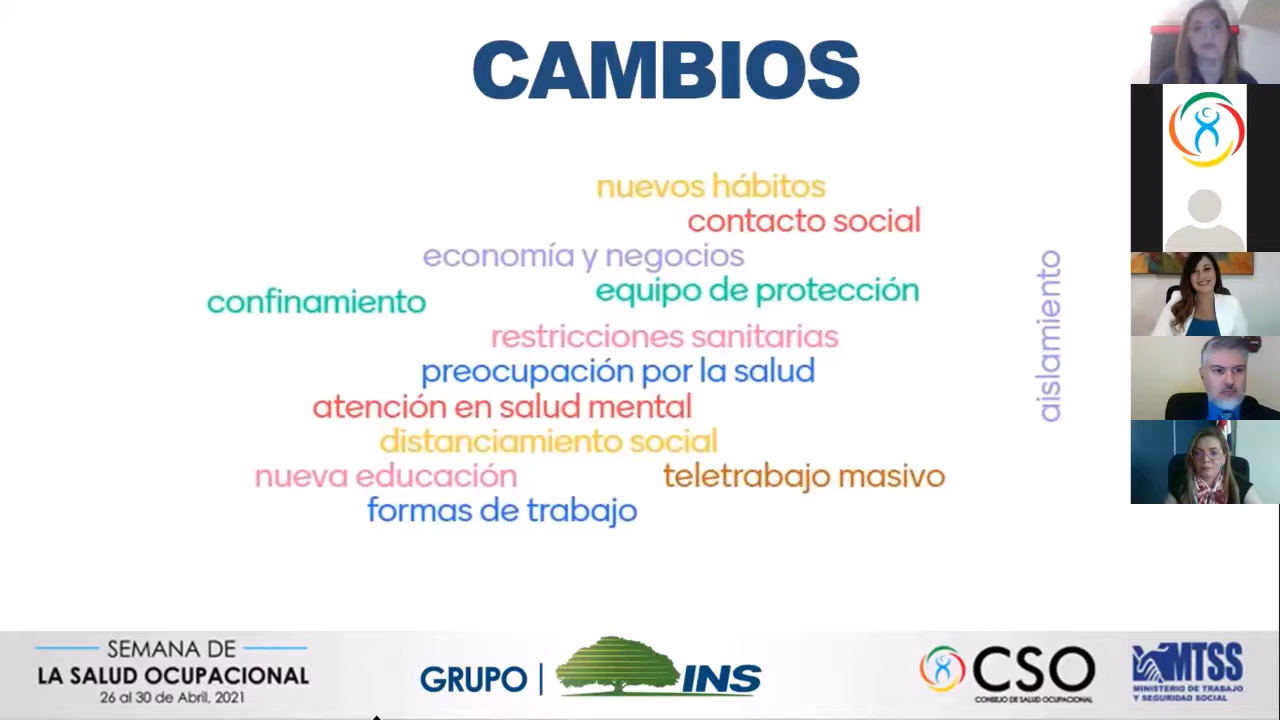 CAMBIOS
nuevos hábitos
contacto social
economía y negocios
equipo de protección
confinamiento
restricciones sanitarias
preocupación por la salud
atención en salud mental
distanciamiento social
nueva educación
teletrabajo masivo
formas de trabajo
aislamiento
SEMANA DE
LA SALUD OCUPACIONAL
26 al 30 de Abril, 2021
GRUPO | INS
CSO
CONSEJO DE SALUD OCUPACIONAL
MTSS
MINISTERIO DE TRABAJO
Y SEGURIDAD SOCIAL